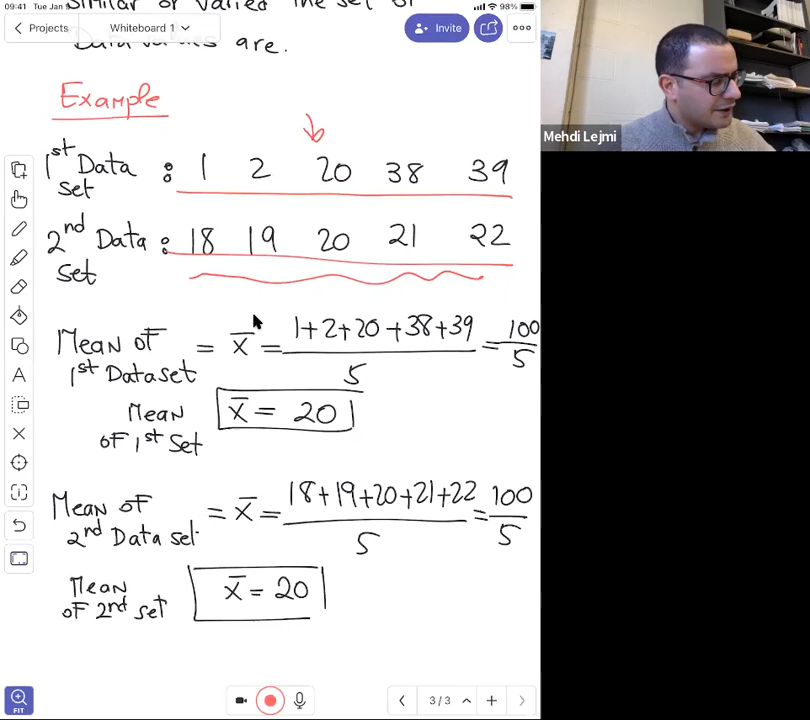 09:41 Tue Jan 9
98%
similar or varied the set of
Projects
Whiteboard 1
Invite
Data values are.
Example
Mehdi Lejmi
1st Data set : 1 2 20 38 39
2nd Data set : 18 19 20 21 22
Mean of 1st Dataset = x̄ = 1+2+20+38+39 / 5 = 100 / 5
Mean of 1st Set x̄ = 20
Mean of 2nd Data set = x̄ = 18+19+20+21+22 / 5 = 100 / 5
Mean of 2nd set x̄ = 20
A
FIT
3/3